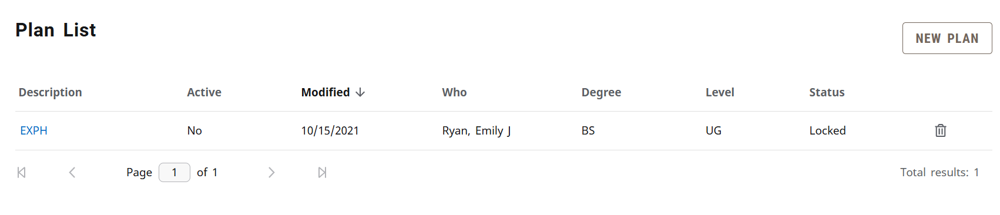 Plan List
NEW PLAN
Description Active Modified Who Degree Level Status
EXPH No 10/15/2021 Ryan, Emily J BS UG Locked
Page 1 of 1 Total results: 1